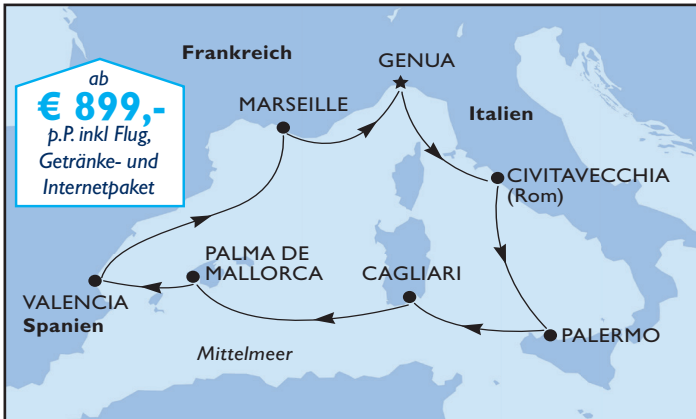 Frankreich
GENUA
ab
€ 899,-
p.P. inkl Flug,
Getränke- und
Internetpaket
MARSEILLE
Italien
CIVITAVECCHIA
(Rom)
PALMA DE
MALLORCA
CAGLIARI
VALENCIA
Spanien
PALERMO
Mittelmeer